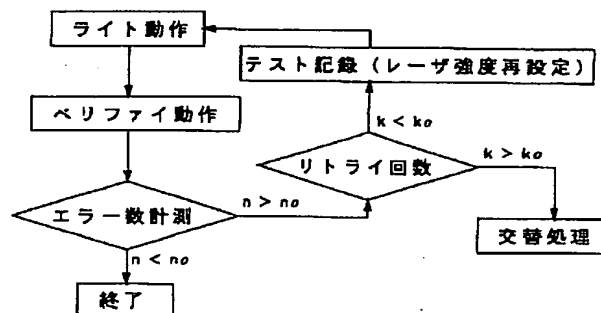 ライト動作
テスト記録(レーザ強度再設定)
ベリファイ動作
k<ko
リトライ回数
k>ko
エラー数計測
n>no
交替処理
n<no
終了